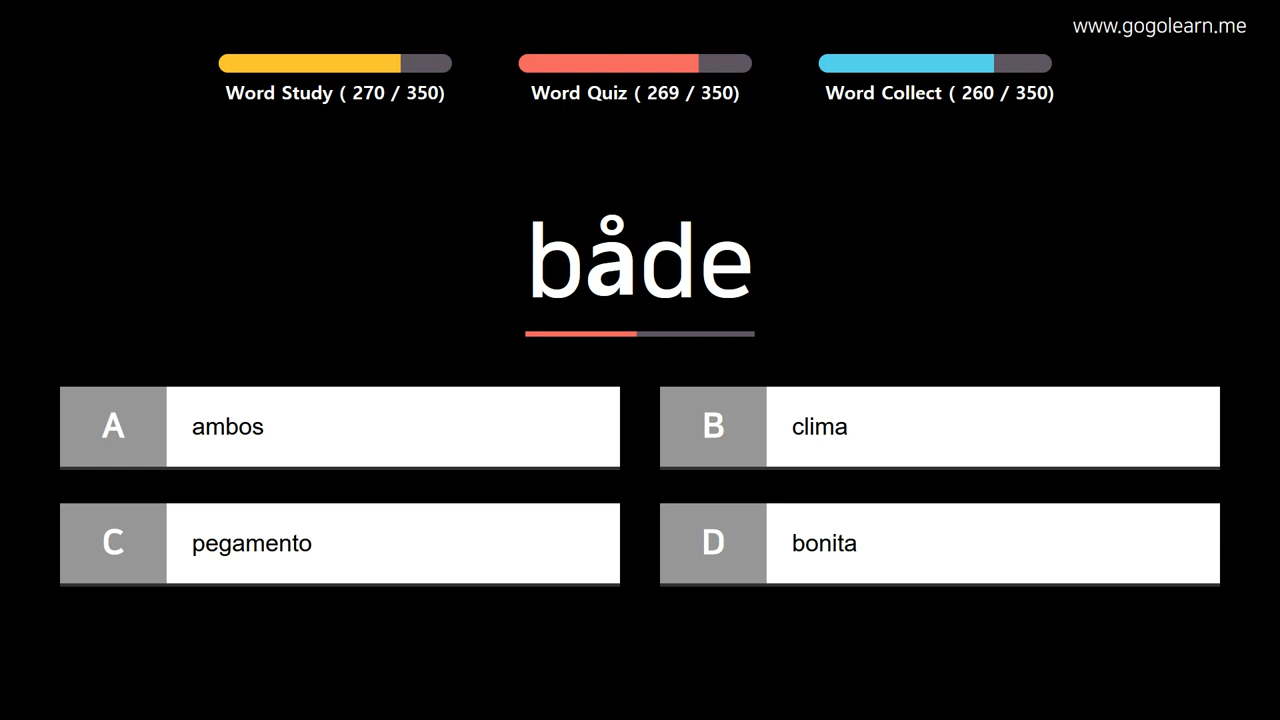 www.gogolearn.me
Word Study ( 270 / 350)
Word Quiz ( 269 / 350)
Word Collect ( 260 / 350)
både
A ambos
B clima
C pegamento
D bonita